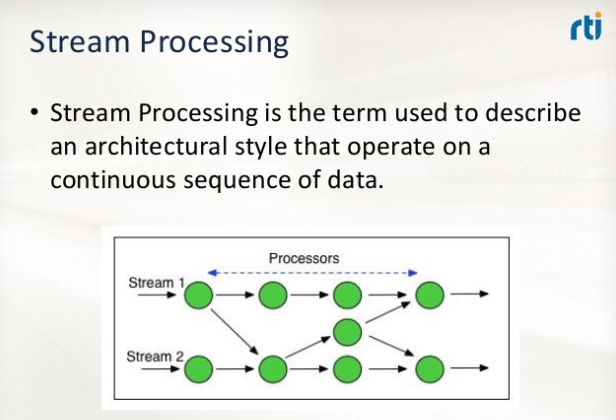 rti
Stream Processing
• Stream Processing is the term used to describe
an architectural style that operate on a
continuous sequence of data.
Processors
Stream 1
Stream 2